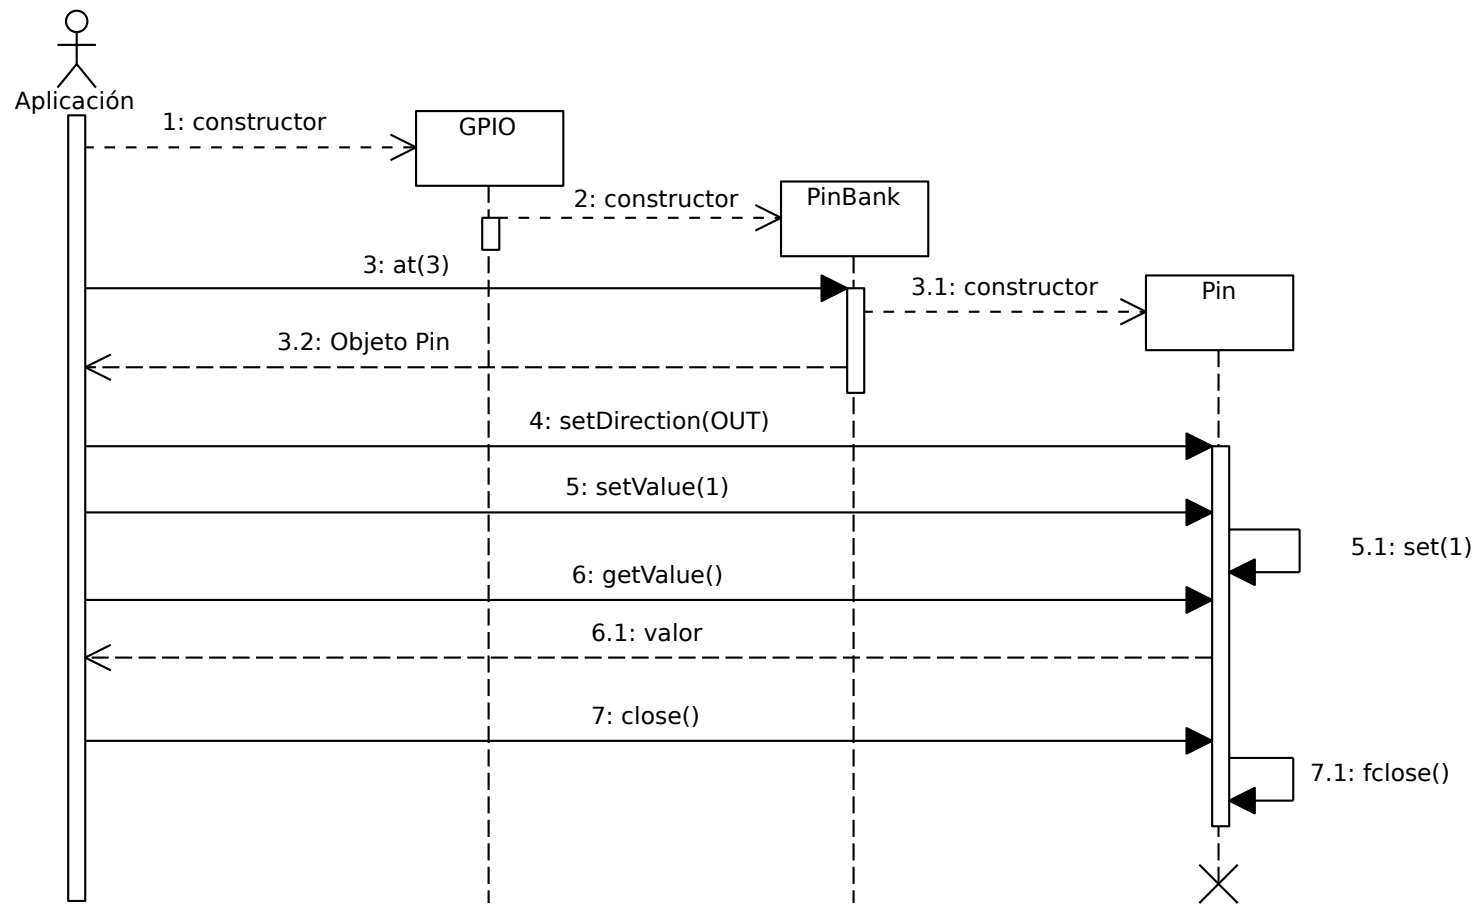 Aplicación
1: constructor
GPIO
2: constructor
PinBank
3: at(3)
3.1: constructor
Pin
3.2: Objeto Pin
4: setDirection(OUT)
5: setValue(1)
5.1: set(1)
6: getValue()
6.1: valor
7: close()
7.1: fclose()